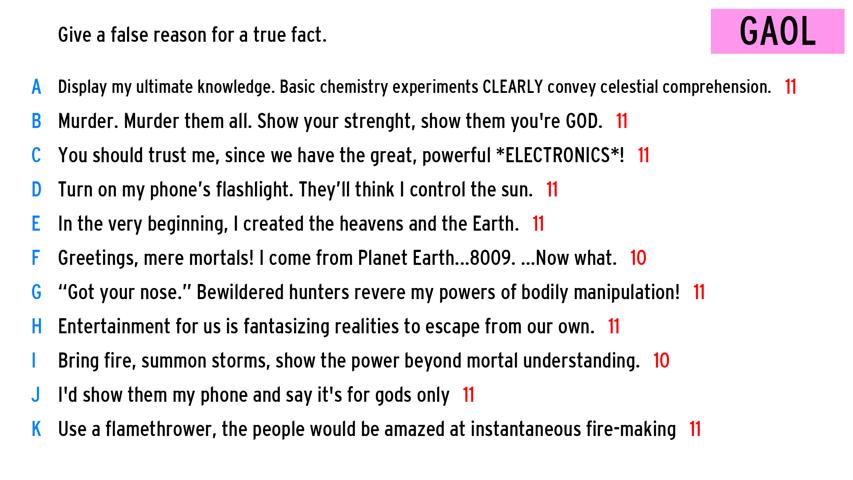 Give a false reason for a true fact.
GAOL
A Display my ultimate knowledge. Basic chemistry experiments CLEARLY convey celestial comprehension. 11
B Murder. Murder them all. Show your strenght, show them you're GOD. 11
C You should trust me, since we have the great, powerful *ELECTRONICS*! 11
D Turn on my phone’s flashlight. They’ll think I control the sun. 11
E In the very beginning, I created the heavens and the Earth. 11
F Greetings, mere mortals! I come from Planet Earth...8009. ...Now what. 10
G “Got your nose.” Bewildered hunters revere my powers of bodily manipulation! 11
H Entertainment for us is fantasizing realities to escape from our own. 11
I Bring fire, summon storms, show the power beyond mortal understanding. 10
J I'd show them my phone and say it's for gods only 11
K Use a flamethrower, the people would be amazed at instantaneous fire-making 11